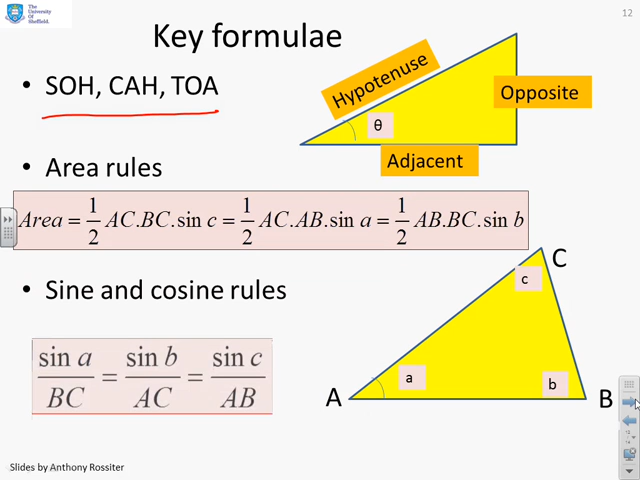 The
University
Of
Sheffield.
12
Key formulae
• SOH, CAH, TOA
Hypotenuse
Opposite
θ
Adjacent
• Area rules
Area = 1/2 AC.BC.sin c = 1/2 AC.AB.sin a = 1/2 AB.BC.sin b
• Sine and cosine rules
sin a / BC = sin b / AC = sin c / AB
C
c
A
a
b
B
Slides by Anthony Rossiter